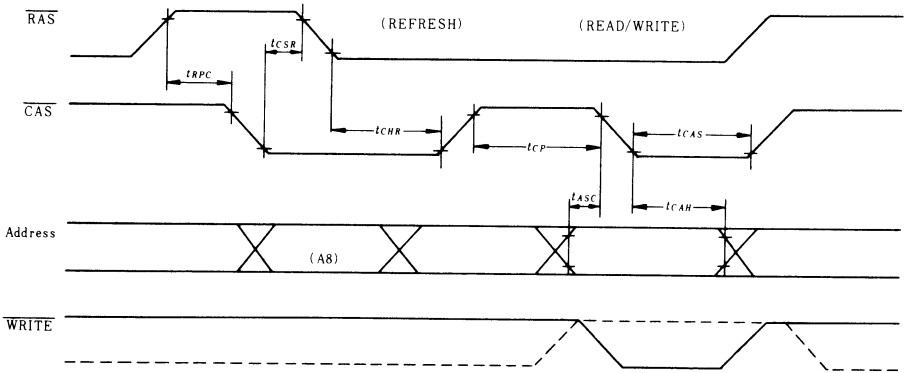 RAS
(REFRESH)
(READ/WRITE)
tCSR
tRPC
CAS
tCHR
tCP
tCAS
tASC
tCAH
Address
(A8)
WRITE